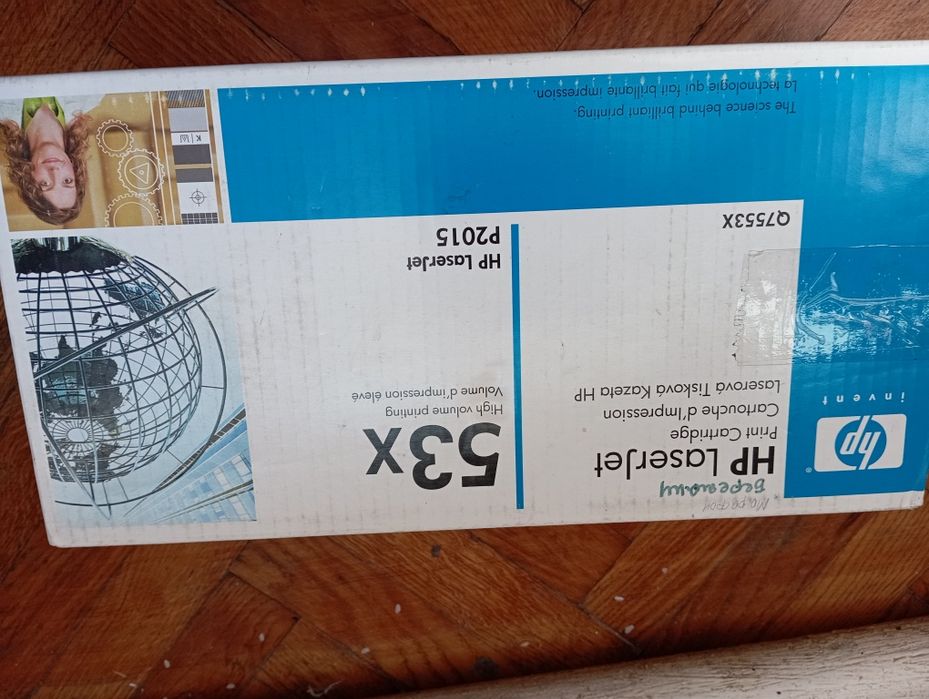 hp
®
invent
HP LaserJet
Print Cartridge
Cartouche d'Impression
Laserová Tisková Kazeta HP
Q7553X
53X
High volume printing
Volume d'impression élevé
HP LaserJet
P2015
The science behind brilliant printing.
La technologie qui fait brillante impression.